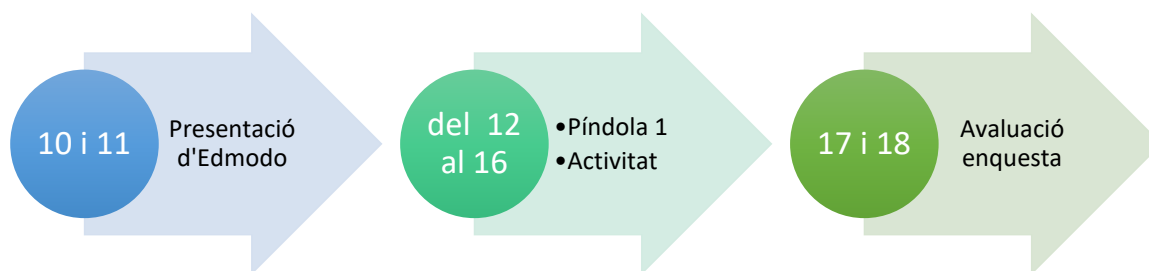 10 i 11
Presentació
d'Edmodo
del 12
al 16
•Píndola 1
•Activitat
17 i 18
Avaluació
enquesta